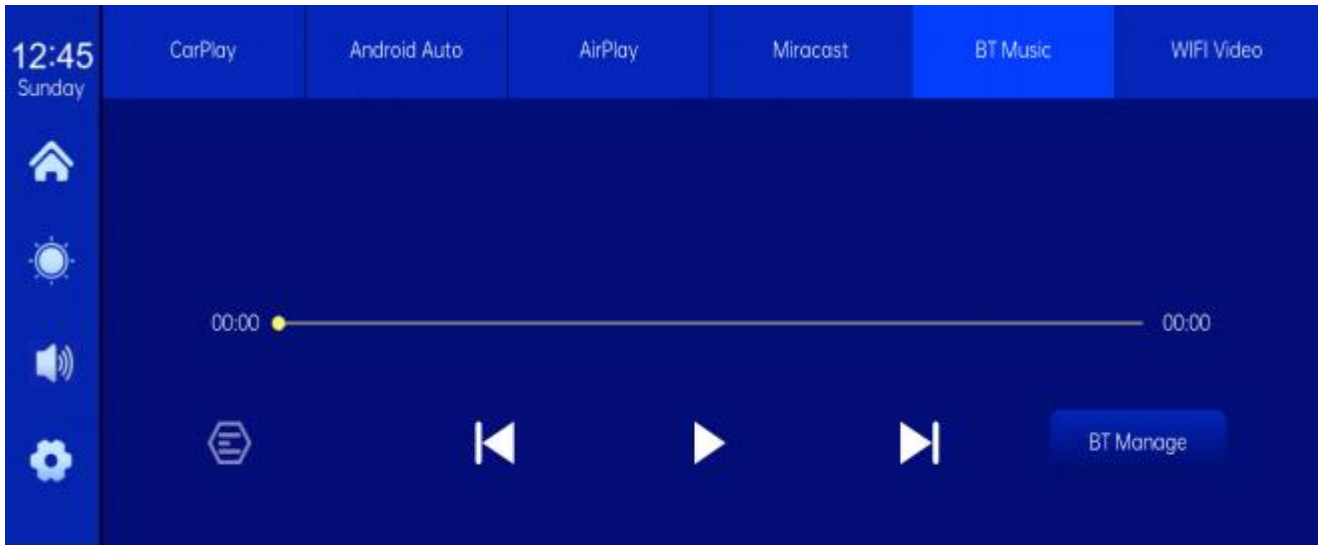 12:45
Sunday
CarPlay
Android Auto
AirPlay
Miracast
BT Music
WIFI Video
00:00
00:00
BT Manage